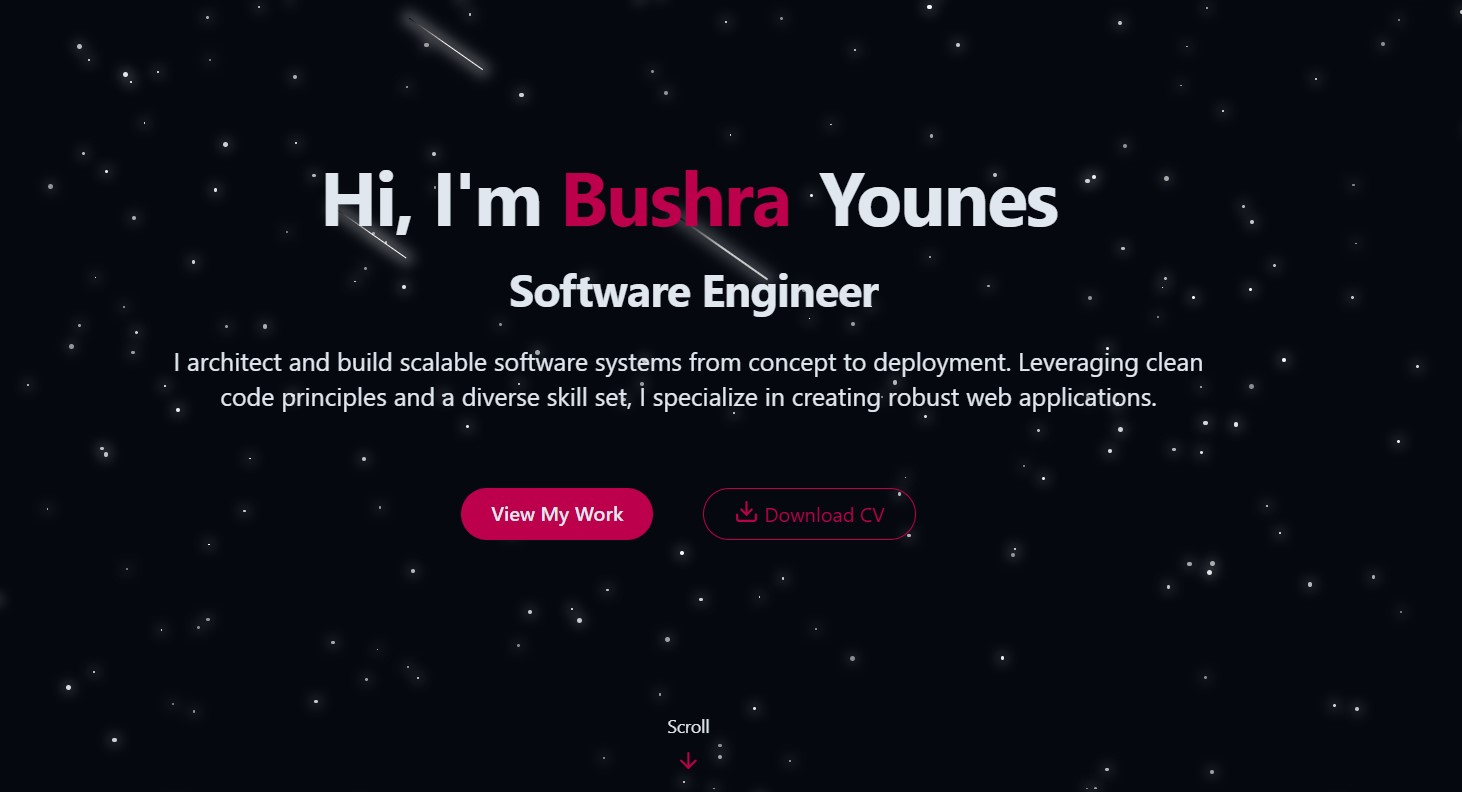 Hi, I'm Bushra Younes
Software Engineer
I architect and build scalable software systems from concept to deployment. Leveraging clean
code principles and a diverse skill set, I specialize in creating robust web applications.
View My Work
Download CV
Scroll